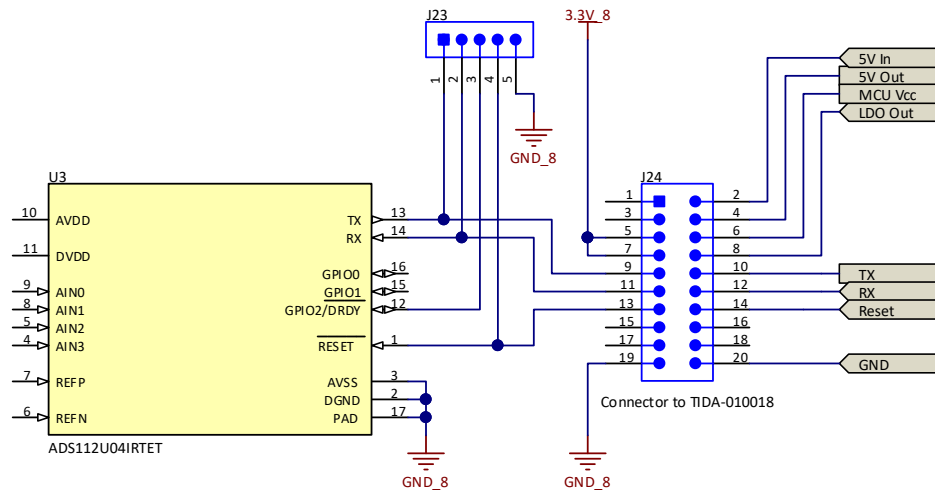 J23
3.3V_8
1
2
3
4
5
GND_8
5V In
5V Out
MCU Vcc
LDO Out
U3
J24
10 AVDD
11 DVDD
9 AIN0
8 AIN1
5 AIN2
4 AIN3
7 REFP
6 REFN
TX 13
RX 14
GPIO0 16
GPIO1 15
GPIO2/DRDY 12
RESET 1
AVSS 3
DGND 2
PAD 17
ADS112U04IRTET
GND_8
1 2
3 4
5 6
7 8
9 10
11 12
13 14
15 16
17 18
19 20
TX
RX
Reset
GND
Connector to TIDA-010018
GND_8